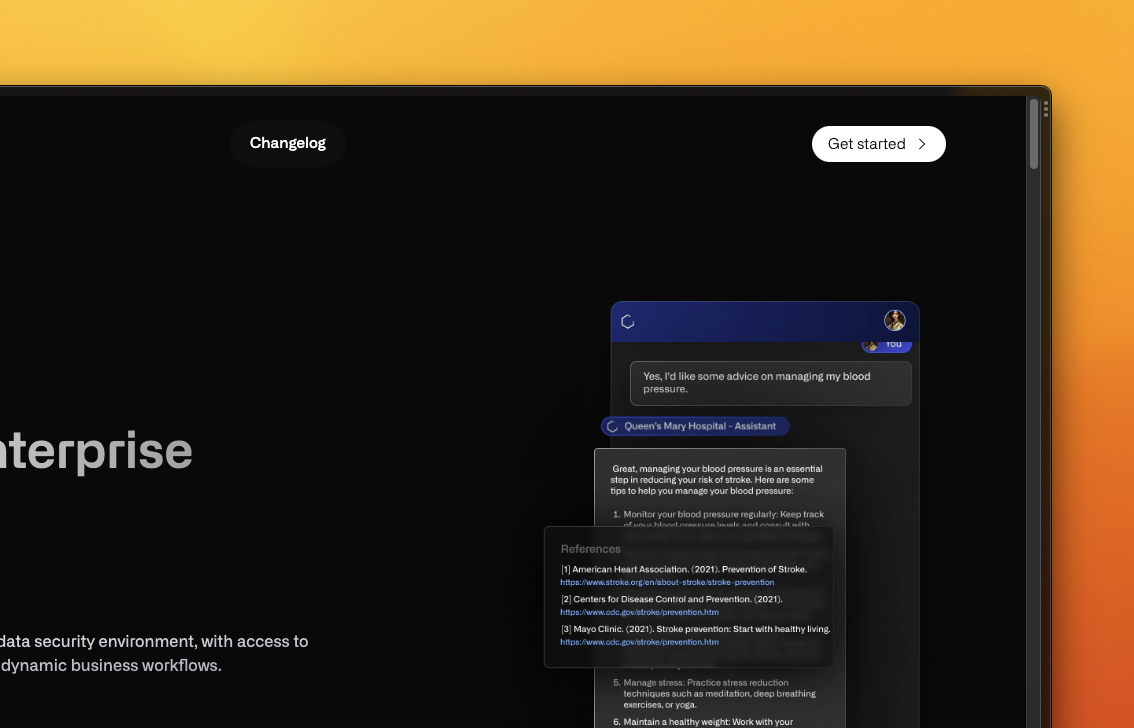 Changelog
Get started
You
Yes, I'd like some advice on managing my blood
pressure.
Queen's Mary Hospital - Assistant
nterprise
Great, managing your blood pressure is an essential
step in reducing your risk of stroke. Here are some
tips to help you manage your blood pressure:
1. Monitor your blood pressure regularly: Keep track
of your blood pressure levels and consult with
References
[1] American Heart Association. (2021). Prevention of Stroke.
https://www.stroke.org/en/about-stroke/stroke-prevention
[2] Centers for Disease Control and Prevention. (2021).
https://www.cdc.gov/stroke/prevention.htm
[3] Mayo Clinic. (2021). Stroke prevention: Start with healthy living.
https://www.cdc.gov/stroke/prevention.htm
data security environment, with access to
dynamic business workflows.
5. Manage stress: Practice stress reduction
techniques such as meditation, deep breathing
exercises, or yoga.
6. Maintain a healthy weight: Work with your